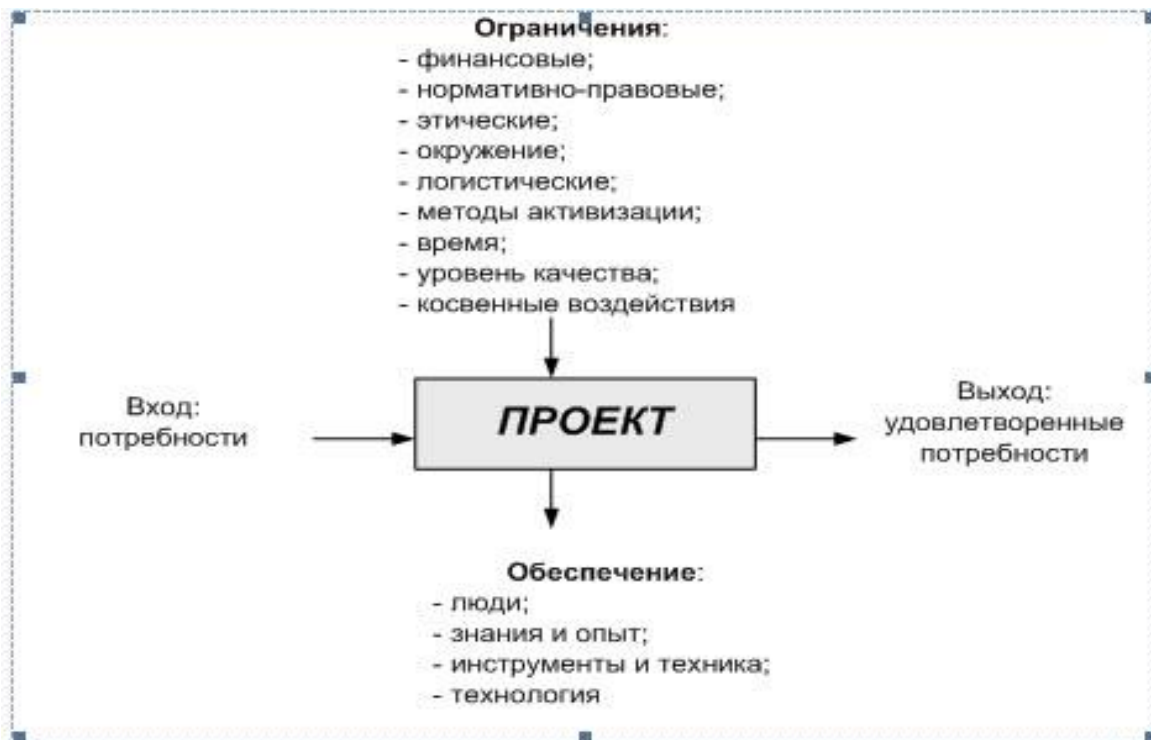 Ограничения:
- финансовые;
- нормативно-правовые;
- этические;
- окружение;
- логистические;
- методы активизации;
- время;
- уровень качества;
- косвенные воздействия
Вход:
потребности
ПРОЕКТ
Выход:
удовлетворенные
потребности
Обеспечение:
- люди;
- знания и опыт;
- инструменты и техника;
- технология